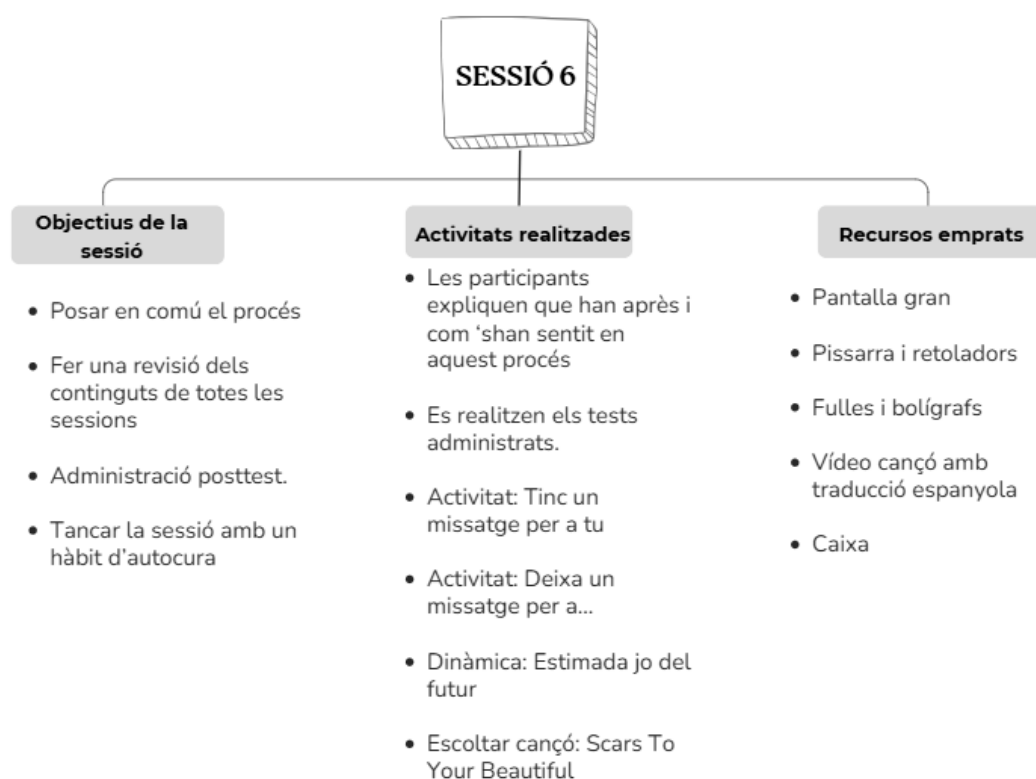 SESSIÓ 6
Objectius de la
sessió
• Posar en comú el procés
• Fer una revisió dels
continguts de totes les
sessions
• Administració posttest.
• Tancar la sessió amb un
hàbit d'autocura
Activitats realitzades
• Les participants
expliquen que han après i
com 'shan sentit en
aquest procés
• Es realitzen els tests
administrats.
• Activitat: Tinc un
missatge per a tu
• Activitat: Deixa un
missatge per a...
• Dinàmica: Estimada jo del
futur
• Escoltar cançó: Scars To
Your Beautiful
Recursos emprats
• Pantalla gran
• Pissarra i retoladors
• Fulles i bolígrafs
• Vídeo cançó amb
traducció espanyola
• Caixa